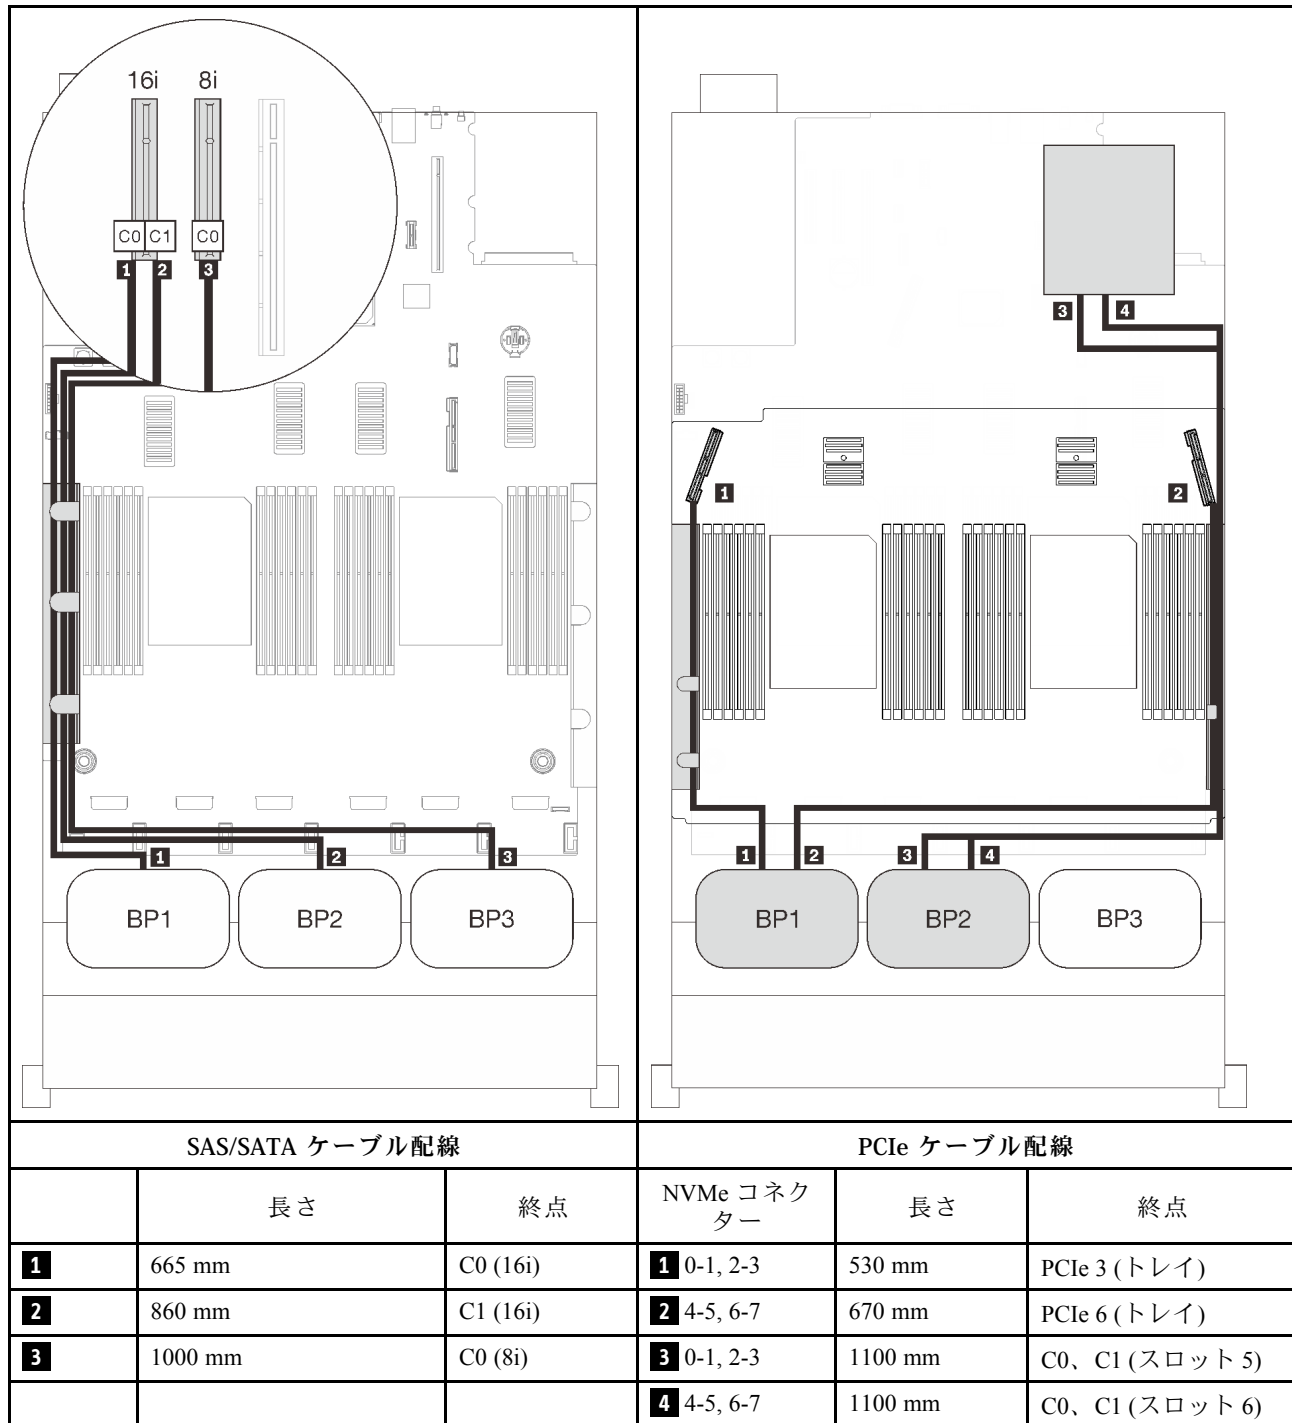 16i 8i
C0 C1 C0
1 2 3
1 2 3
BP1 BP2 BP3
3 4
1 2
1 2 3 4
BP1 BP2 BP3
SAS/SATA ケーブル配線 PCIe ケーブル配線
長さ 終点 NVMe コネク
ター 長さ 終点
1 665 mm C0 (16i) 1 0-1, 2-3 530 mm PCIe 3 (トレイ)
2 860 mm C1 (16i) 2 4-5, 6-7 670 mm PCIe 6 (トレイ)
3 1000 mm C0 (8i) 3 0-1, 2-3 1100 mm C0、C1 (スロット 5)
4 4-5, 6-7 1100 mm C0、C1 (スロット 6)